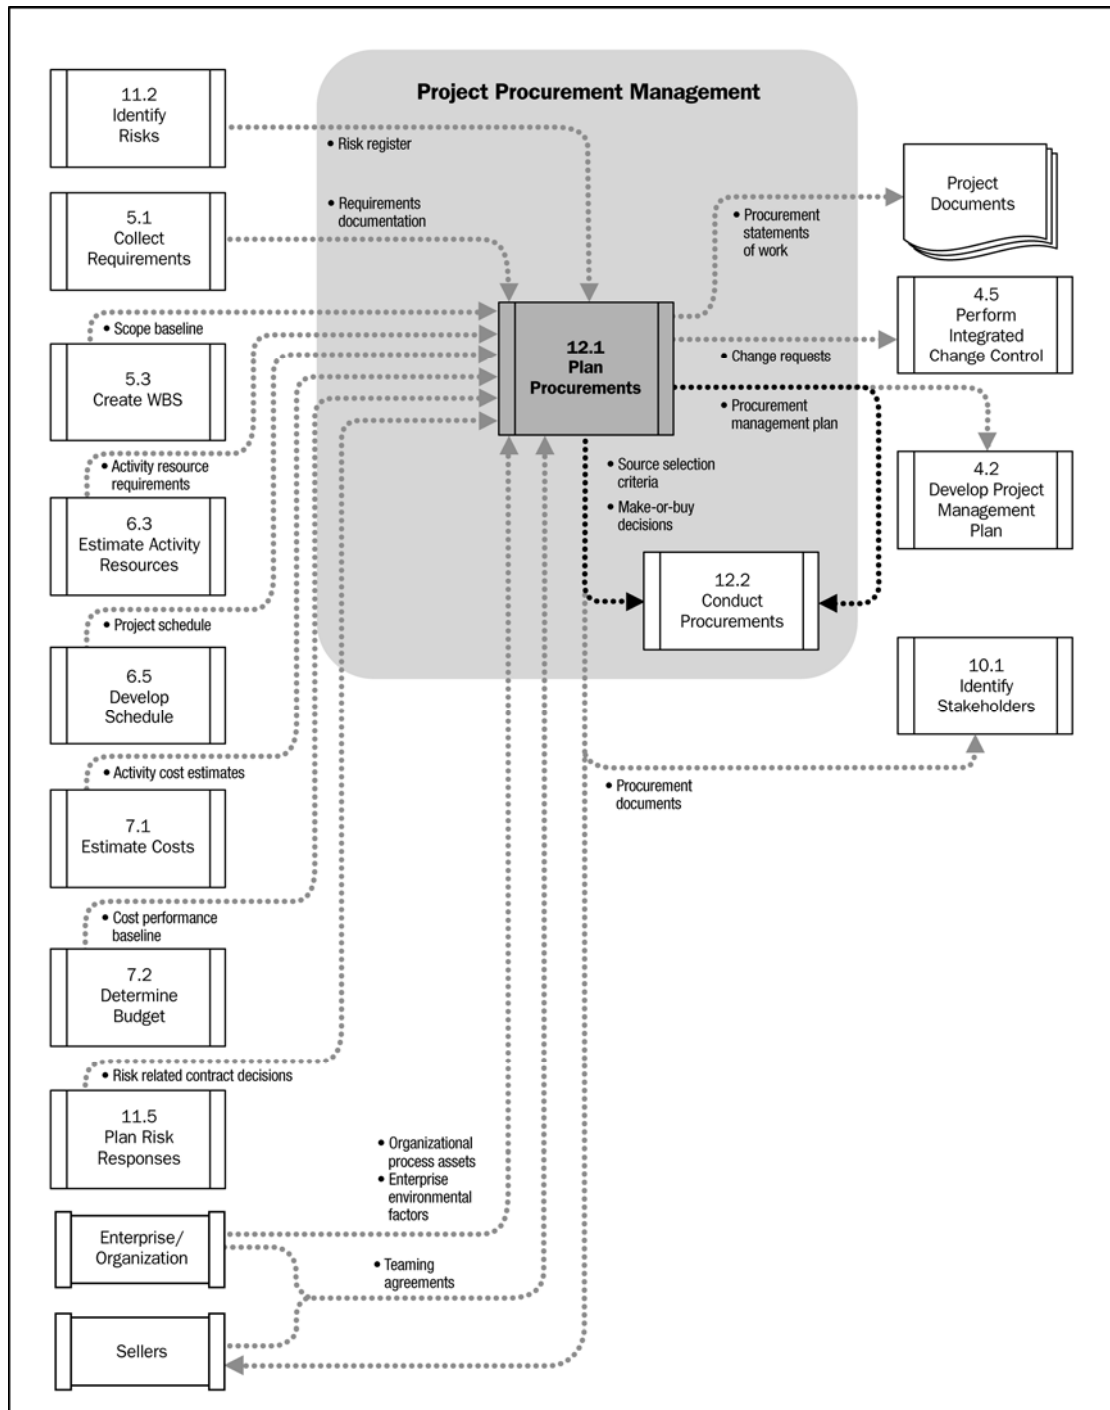 Project Procurement Management
11.2
Identify
Risks
• Risk register
5.1
Collect
Requirements
• Requirements
documentation
Project
Documents
• Procurement
statements
of work
4.5
Perform
Integrated
Change Control
• Scope baseline
12.1
Plan
Procurements
• Change requests
5.3
Create WBS
• Procurement
management plan
• Activity resource
requirements
• Source selection
criteria
• Make-or-buy
decisions
4.2
Develop Project
Management
Plan
6.3
Estimate Activity
Resources
12.2
Conduct
Procurements
• Project schedule
6.5
Develop
Schedule
10.1
Identify
Stakeholders
• Activity cost estimates
• Procurement
documents
7.1
Estimate Costs
• Cost performance
baseline
7.2
Determine
Budget
• Risk related contract decisions
11.5
Plan Risk
Responses
• Organizational
process assets
• Enterprise
environmental
factors
Enterprise/
Organization
• Teaming
agreements
Sellers